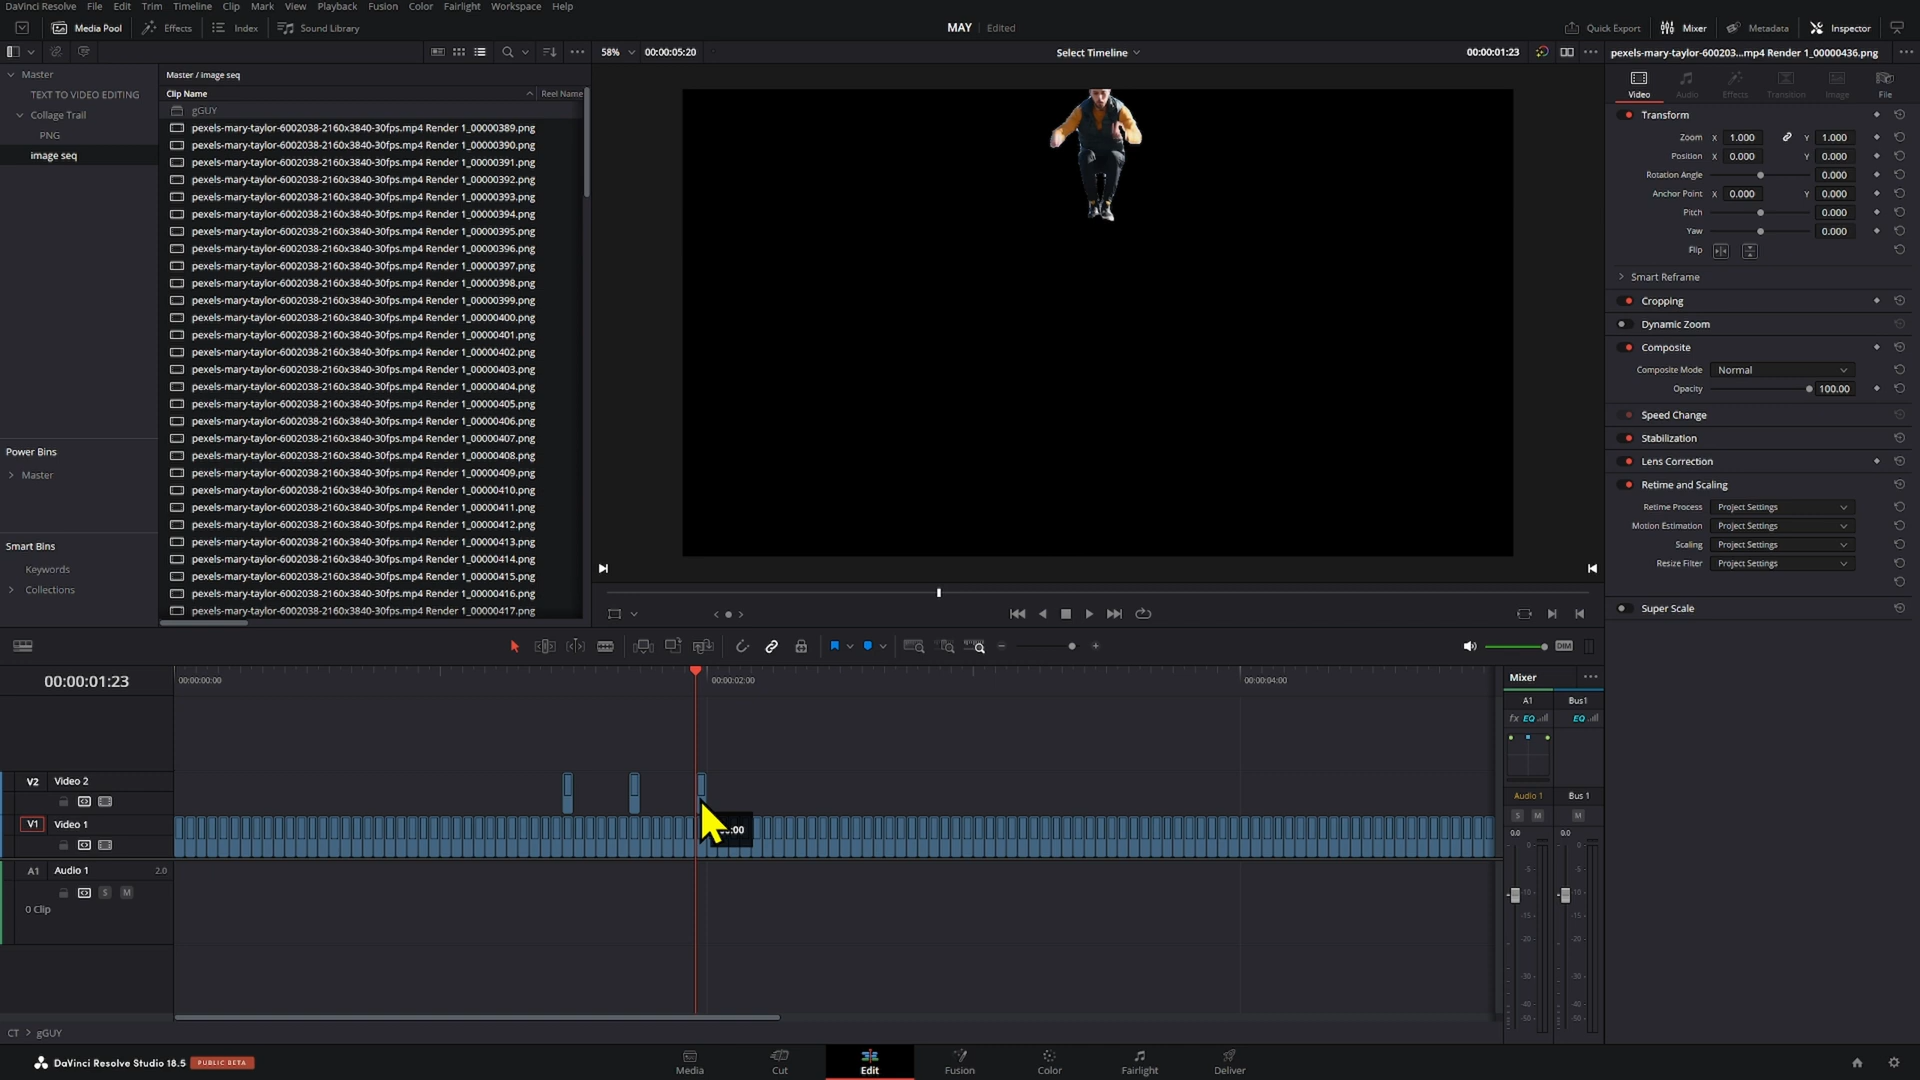 DaVinci Resolve File Edit Trim Timeline Clip Mark View Playback Fusion Color Fairlight Workspace Help
Media Pool Effects Index Sound Library MAY Edited Quick Export Mixer Metadata Inspector
58% 00:00:05:20 Select Timeline 00:00:01:23 pexels-mary-taylor-600203...mp4 Render 1_00000436.png
Master
TEXT TO VIDEO EDITING
Collage Trail
PNG
image seq
Power Bins
Master
Smart Bins
Keywords
Collections
Master / image seq
Clip Name Reel Name
gGUY
pexels-mary-taylor-6002038-2160x3840-30fps.mp4 Render 1_00000389.png
pexels-mary-taylor-6002038-2160x3840-30fps.mp4 Render 1_00000390.png
pexels-mary-taylor-6002038-2160x3840-30fps.mp4 Render 1_00000391.png
pexels-mary-taylor-6002038-2160x3840-30fps.mp4 Render 1_00000392.png
pexels-mary-taylor-6002038-2160x3840-30fps.mp4 Render 1_00000393.png
pexels-mary-taylor-6002038-2160x3840-30fps.mp4 Render 1_00000394.png
pexels-mary-taylor-6002038-2160x3840-30fps.mp4 Render 1_00000395.png
pexels-mary-taylor-6002038-2160x3840-30fps.mp4 Render 1_00000396.png
pexels-mary-taylor-6002038-2160x3840-30fps.mp4 Render 1_00000397.png
pexels-mary-taylor-6002038-2160x3840-30fps.mp4 Render 1_00000398.png
pexels-mary-taylor-6002038-2160x3840-30fps.mp4 Render 1_00000399.png
pexels-mary-taylor-6002038-2160x3840-30fps.mp4 Render 1_00000400.png
pexels-mary-taylor-6002038-2160x3840-30fps.mp4 Render 1_00000401.png
pexels-mary-taylor-6002038-2160x3840-30fps.mp4 Render 1_00000402.png
pexels-mary-taylor-6002038-2160x3840-30fps.mp4 Render 1_00000403.png
pexels-mary-taylor-6002038-2160x3840-30fps.mp4 Render 1_00000404.png
pexels-mary-taylor-6002038-2160x3840-30fps.mp4 Render 1_00000405.png
pexels-mary-taylor-6002038-2160x3840-30fps.mp4 Render 1_00000406.png
pexels-mary-taylor-6002038-2160x3840-30fps.mp4 Render 1_00000407.png
pexels-mary-taylor-6002038-2160x3840-30fps.mp4 Render 1_00000408.png
pexels-mary-taylor-6002038-2160x3840-30fps.mp4 Render 1_00000409.png
pexels-mary-taylor-6002038-2160x3840-30fps.mp4 Render 1_00000410.png
pexels-mary-taylor-6002038-2160x3840-30fps.mp4 Render 1_00000411.png
pexels-mary-taylor-6002038-2160x3840-30fps.mp4 Render 1_00000412.png
pexels-mary-taylor-6002038-2160x3840-30fps.mp4 Render 1_00000413.png
pexels-mary-taylor-6002038-2160x3840-30fps.mp4 Render 1_00000414.png
pexels-mary-taylor-6002038-2160x3840-30fps.mp4 Render 1_00000415.png
pexels-mary-taylor-6002038-2160x3840-30fps.mp4 Render 1_00000416.png
pexels-mary-taylor-6002038-2160x3840-30fps.mp4 Render 1_00000417.png
Video Audio Effects Transition Image File
Transform
Zoom X 1.000 Y 1.000
Position X 0.000 Y 0.000
Rotation Angle 0.000
Anchor Point X 0.000 Y 0.000
Pitch 0.000
Yaw 0.000
Flip
Smart Reframe
Cropping
Dynamic Zoom
Composite
Composite Mode Normal
Opacity 100.00
Speed Change
Stabilization
Lens Correction
Retime and Scaling
Retime Process Project Settings
Motion Estimation Project Settings
Scaling Project Settings
Resize Filter Project Settings
Super Scale
DIM
00:00:01:23 00:00:00:00 00:00:02:00 00:00:04:00
V2 Video 2
V1 Video 1
:00
A1 Audio 1 2.0
S M
0 Clip
Mixer
A1 Bus1
fx EQ EQ
Audio 1 Bus 1
S M M
0.0 0.0
0 0
-5 -5
-10 -10
-15 -15
-20 -20
-30 -30
-40 -40
-50 -50
CT > gGUY
DaVinci Resolve Studio 18.5 PUBLIC BETA
Media Cut Edit Fusion Color Fairlight Deliver